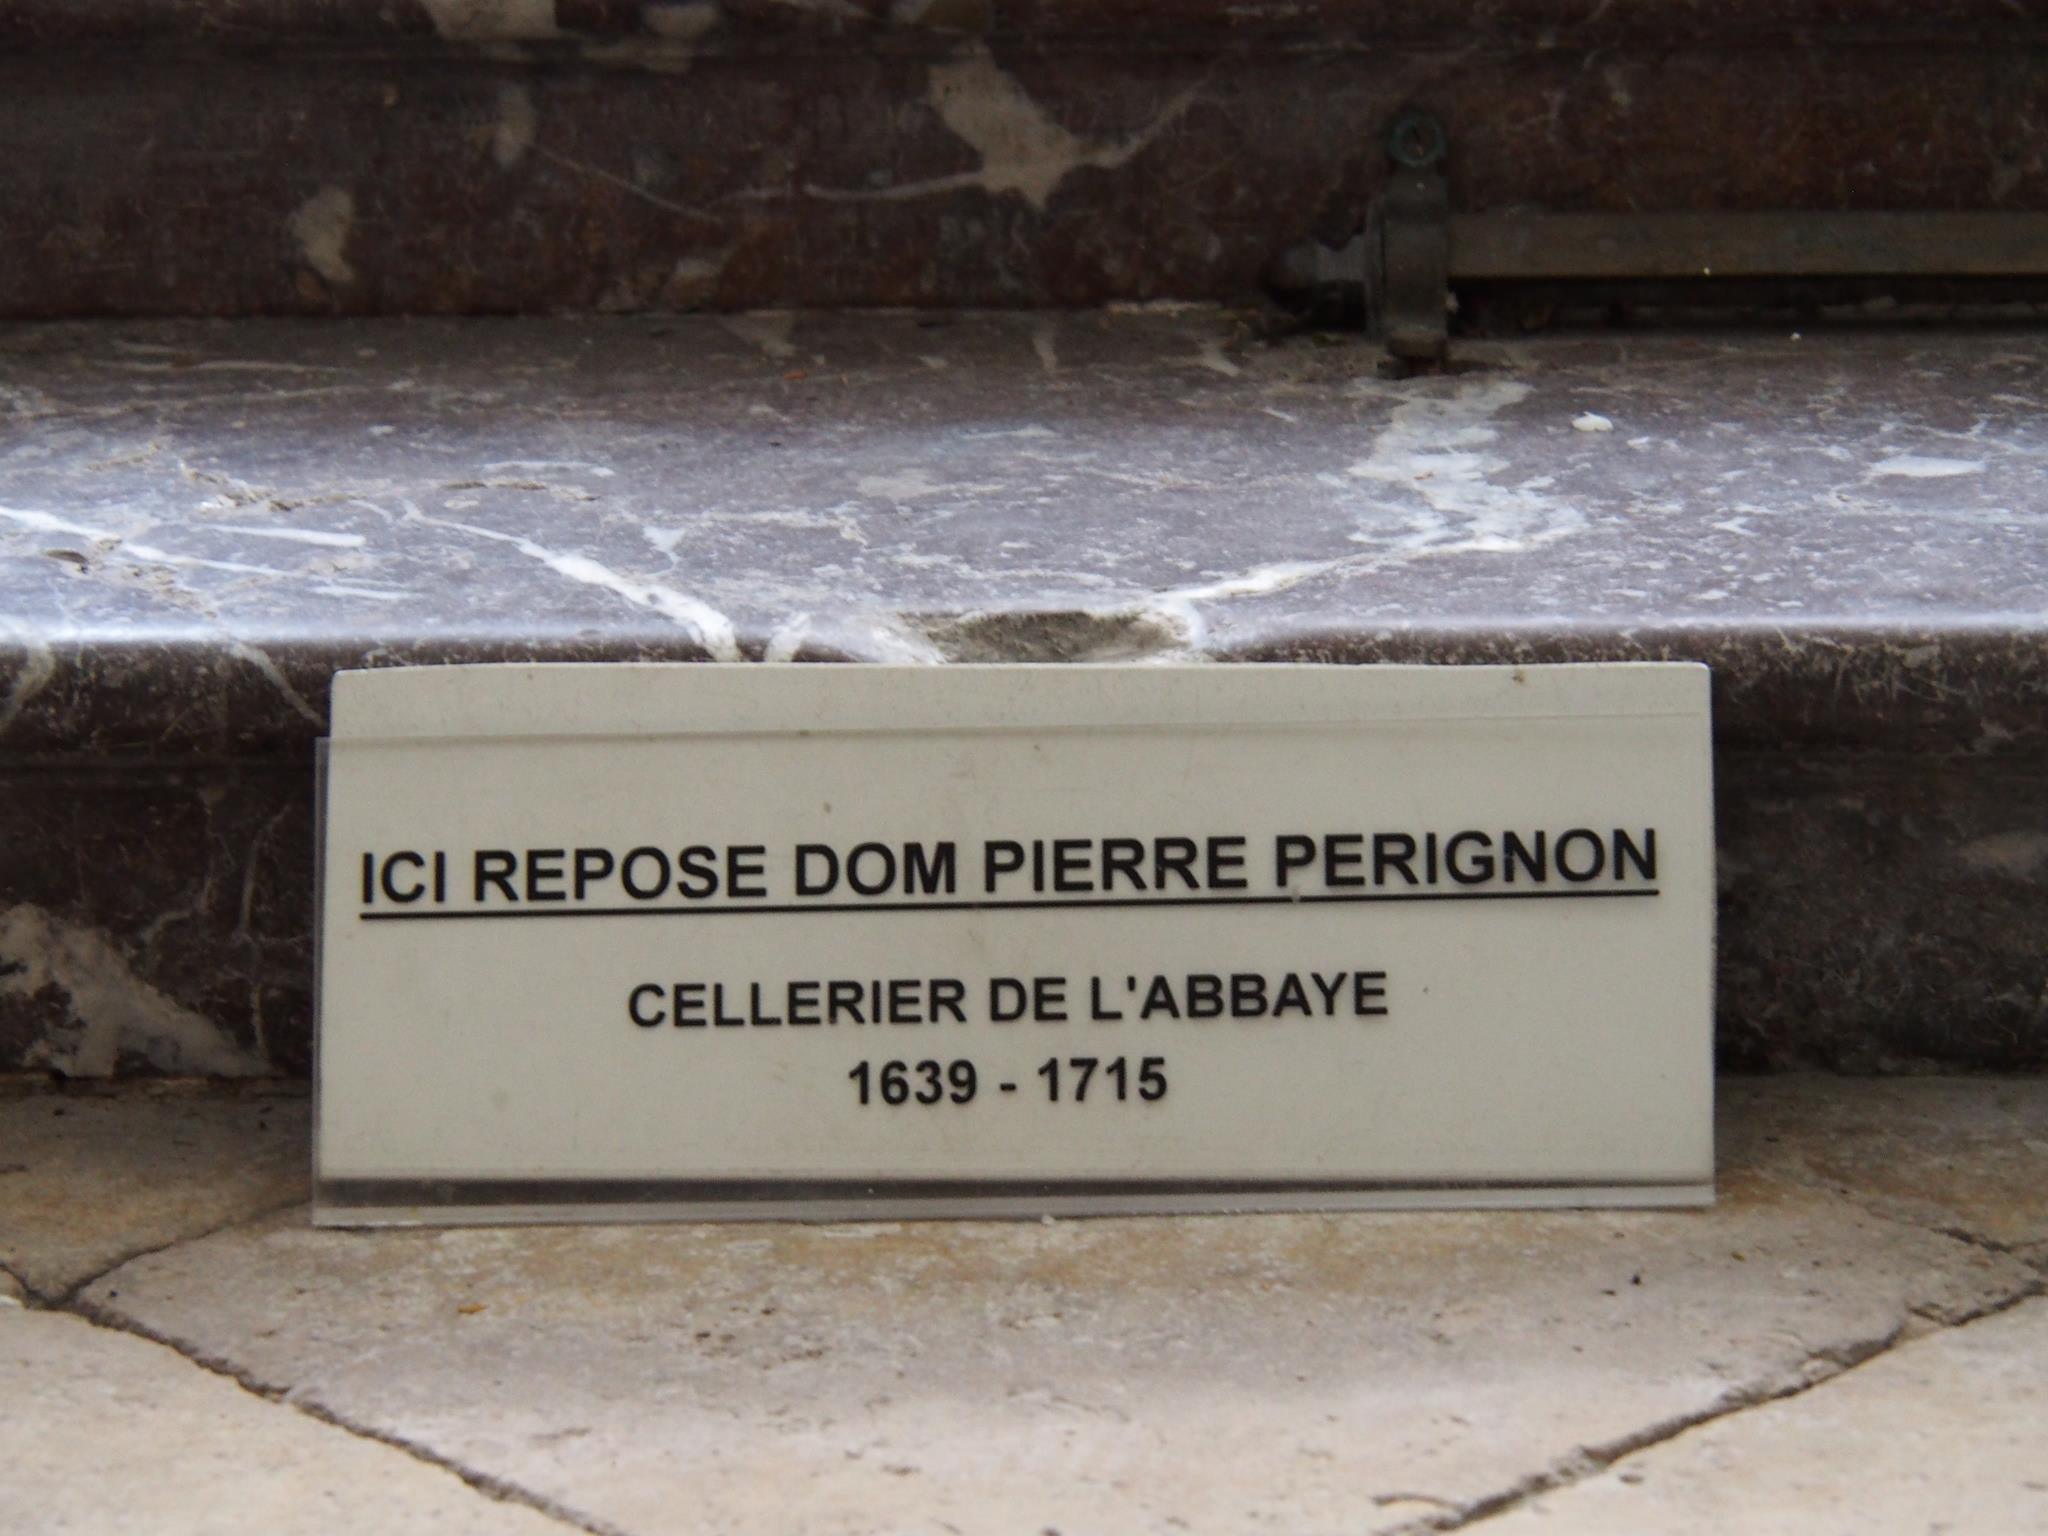 ICI REPOSE DOM PIERRE PERIGNON
CELLERIER DE L'ABBAYE
1639 - 1715